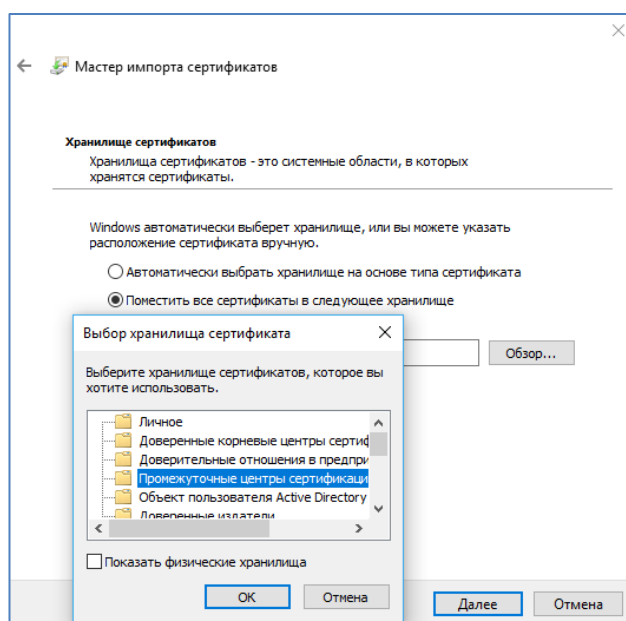 Мастер импорта сертификатов
Хранилище сертификатов
Хранилища сертификатов - это системные области, в которых
хранятся сертификаты.
Windows автоматически выберет хранилище, или вы можете указать
расположение сертификата вручную.
Автоматически выбрать хранилище на основе типа сертификата
Поместить все сертификаты в следующее хранилище
Обзор...
Выбор хранилища сертификата
Выберите хранилище сертификатов, которое вы
хотите использовать.
Личное
Доверенные корневые центры сертиф
Доверительные отношения в предпри
Промежуточные центры сертификаци
Объект пользователя Active Directory
Доверенные издатели
Показать физические хранилища
ОК
Отмена
Далее
Отмена